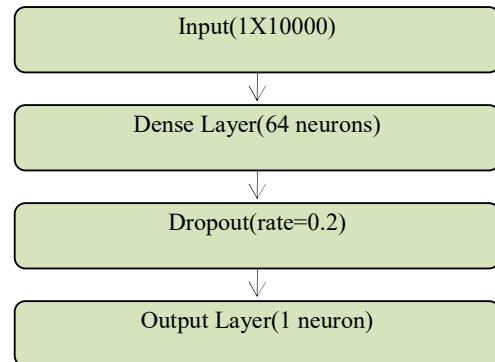 Input(1X10000)
Dense Layer(64 neurons)
Dropout(rate=0.2)
Output Layer(1 neuron)